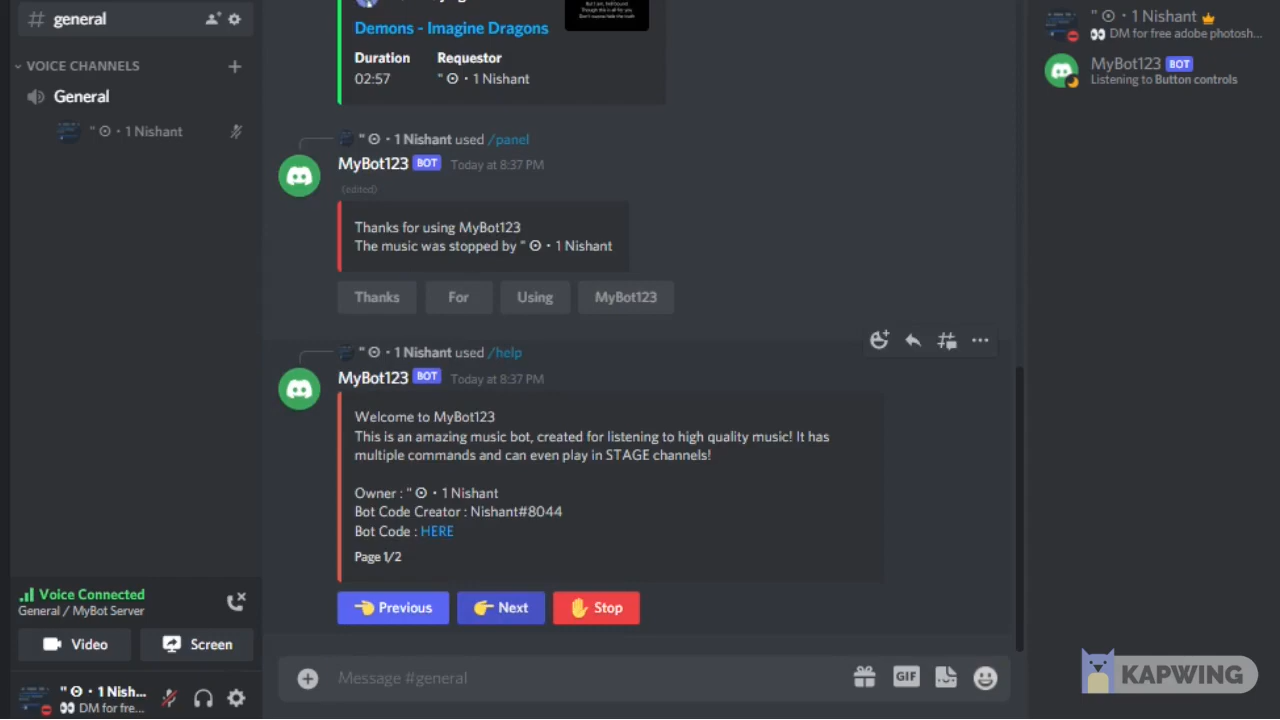 general
VOICE CHANNELS
General
" ⊙ · 1 Nishant
Voice Connected
General / MyBot Server
Video
Screen
" ⊙ · 1 Nish...
👀 DM for fre...
Demons - Imagine Dragons
Duration
Requestor
02:57
" ⊙ · 1 Nishant
" ⊙ · 1 Nishant used /panel
MyBot123 BOT Today at 8:37 PM
(edited)
Thanks for using MyBot123
The music was stopped by " ⊙ · 1 Nishant
Thanks
For
Using
MyBot123
" ⊙ · 1 Nishant used /help
MyBot123 BOT Today at 8:37 PM
Welcome to MyBot123
This is an amazing music bot, created for listening to high quality music! It has
multiple commands and can even play in STAGE channels!
Owner : " ⊙ · 1 Nishant
Bot Code Creator : Nishant#8044
Bot Code : HERE
Page 1/2
👈 Previous
👉 Next
✋ Stop
Message #general
GIF
" ⊙ · 1 Nishant
👀 DM for free adobe photosh...
MyBot123 BOT
Listening to Button controls
KAPWING